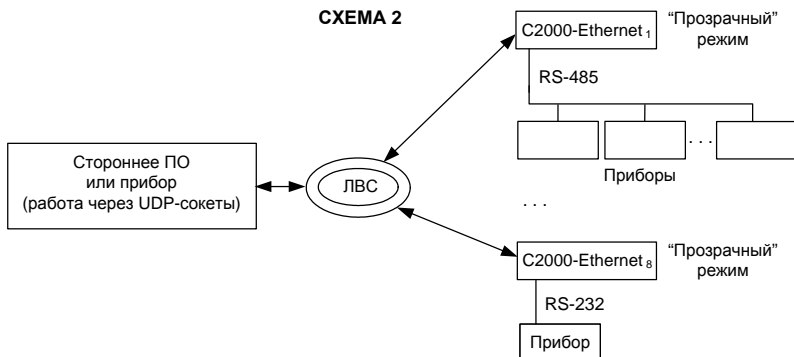 СХЕМА 2
С2000-Ethernet 1
“Прозрачный”
режим
RS-485
. . .
Приборы
Стороннее ПО
или прибор
(работа через UDP-сокеты)
ЛВС
. . .
С2000-Ethernet 8
“Прозрачный”
режим
RS-232
Прибор